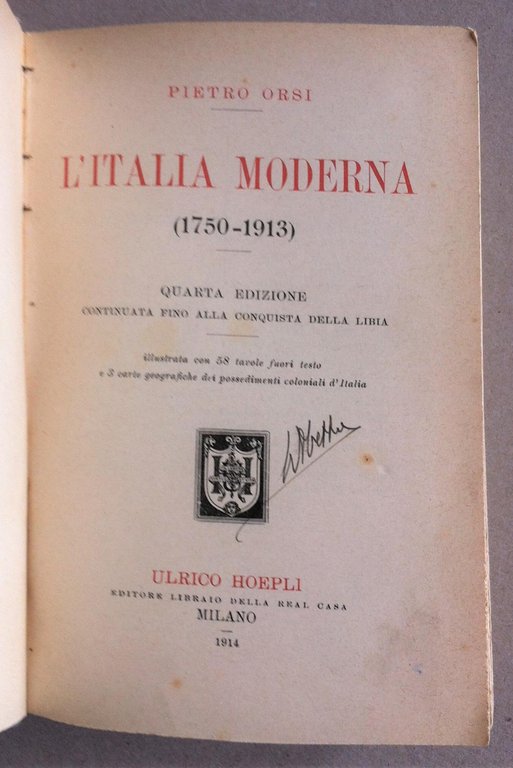 PIETRO ORSI
L'ITALIA MODERNA
(1750-1913)
QUARTA EDIZIONE
CONTINUATA FINO ALLA CONQUISTA DELLA LIBIA
illustrata con 58 tavole fuori testo
e 3 carte geografiche dei possedimenti coloniali d'Italia
ULRICO HOEPLI
EDITORE LIBRAIO DELLA REAL CASA
MILANO
1914